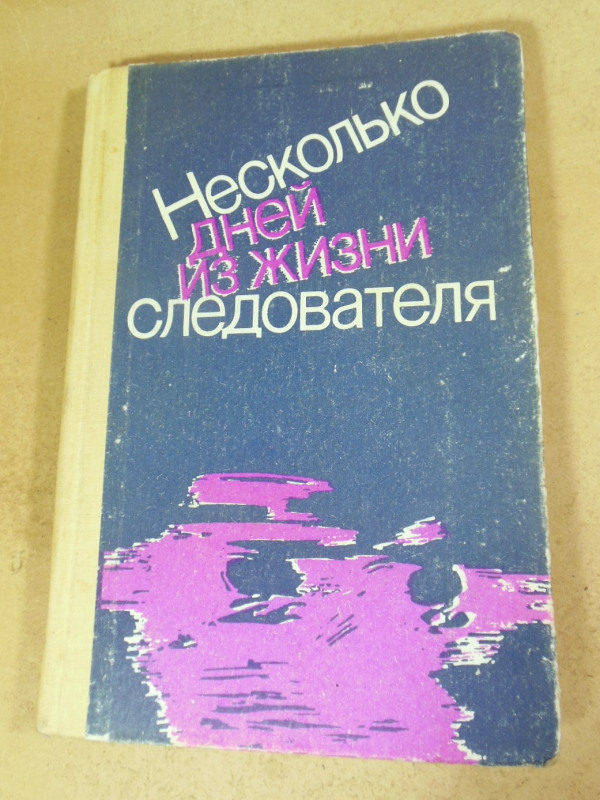 Несколько
дней
из жизни
следователя